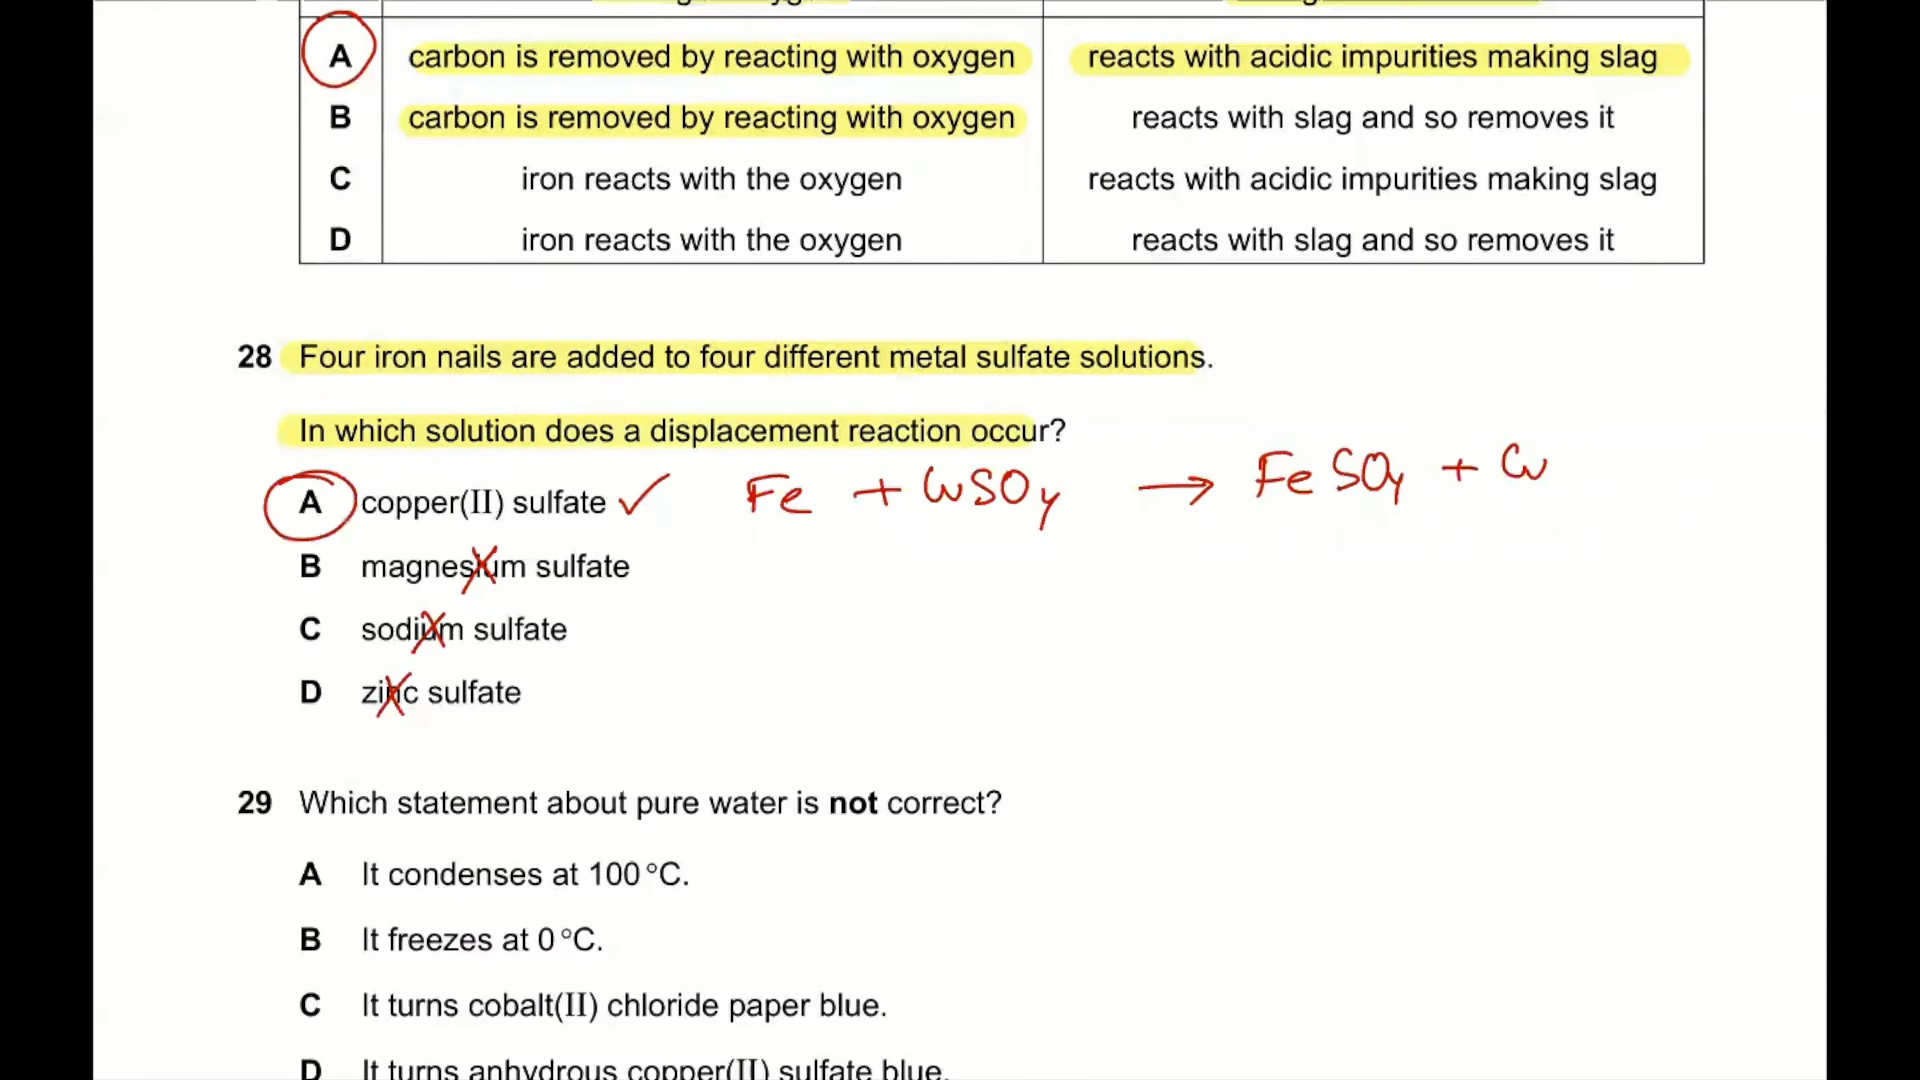 A carbon is removed by reacting with oxygen reacts with acidic impurities making slag
B carbon is removed by reacting with oxygen reacts with slag and so removes it
C iron reacts with the oxygen reacts with acidic impurities making slag
D iron reacts with the oxygen reacts with slag and so removes it
28 Four iron nails are added to four different metal sulfate solutions.
In which solution does a displacement reaction occur?
A copper(II) sulfate ✓ Fe + CuSO4 → FeSO4 + Cu
B magnesium sulfate
C sodium sulfate
D zinc sulfate
29 Which statement about pure water is not correct?
A It condenses at 100 °C.
B It freezes at 0 °C.
C It turns cobalt(II) chloride paper blue.
D It turns anhydrous copper(II) sulfate blue.